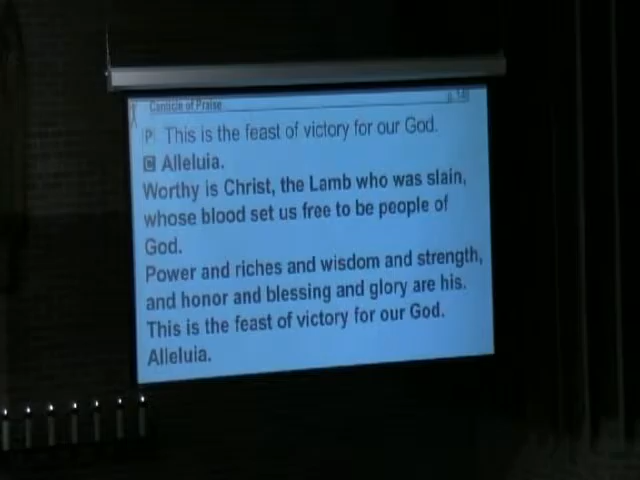 Canticle of Praise
P This is the feast of victory for our God.
C Alleluia.
Worthy is Christ, the Lamb who was slain,
whose blood set us free to be people of
God.
Power and riches and wisdom and strength,
and honor and blessing and glory are his.
This is the feast of victory for our God.
Alleluia.